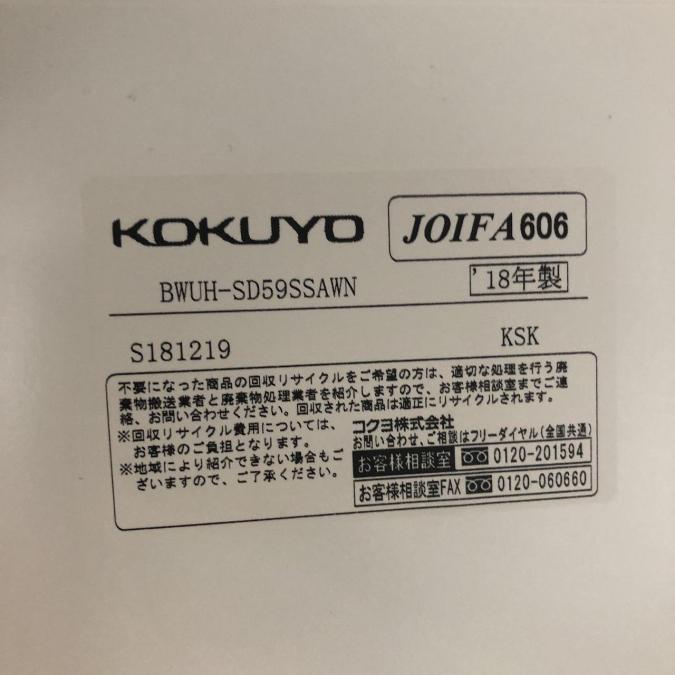 KOKUYO
JOIFA606
BWUH-SD59SSAWN
'18年製
S181219
KSK
不要になった商品の回収リサイクルをご希望の方は、適切な処理を行う廃
棄物搬送業者と廃棄物処理業者を紹介しますので、お客様相談室までご連
絡、お問い合わせください。回収された商品は適正にリサイクルされます。
※回収リサイクル費用については、
お客様のご負担となります。
※地域により紹介できない場合もご
ざいますので、ご了承ください。
コクヨ株式会社
お問い合わせ、ご相談はフリーダイヤル(全国共通)
お客様相談室 0120-201594
お客様相談室FAX 0120-060660